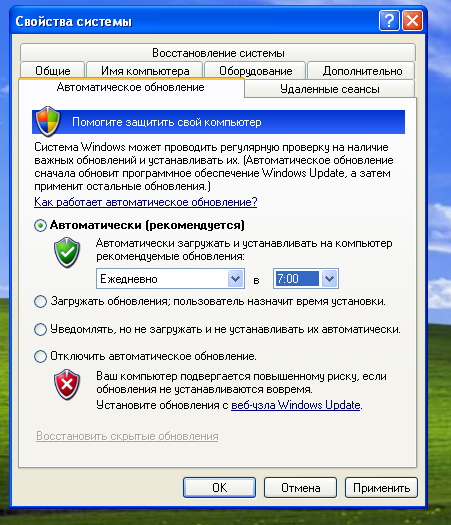 Свойства системы
Восстановление системы
Общие
Имя компьютера
Оборудование
Дополнительно
Автоматическое обновление
Удаленные сеансы
Помогите защитить свой компьютер
Система Windows может проводить регулярную проверку на наличие
важных обновлений и устанавливать их. (Автоматическое обновление
сначала обновит программное обеспечение Windows Update, а затем
применит остальные обновления.)
Как работает автоматическое обновление?
Автоматически (рекомендуется)
Автоматически загружать и устанавливать на компьютер
рекомендуемые обновления:
Ежедневно
в
7:00
Загружать обновления; пользователь назначит время установки.
Уведомлять, но не загружать и не устанавливать их автоматически.
Отключить автоматическое обновление.
Ваш компьютер подвергается повышенному риску, если
обновления не устанавливаются вовремя.
Установите обновления с веб-узла Windows Update.
Восстановить скрытые обновления
OK
Отмена
Применить